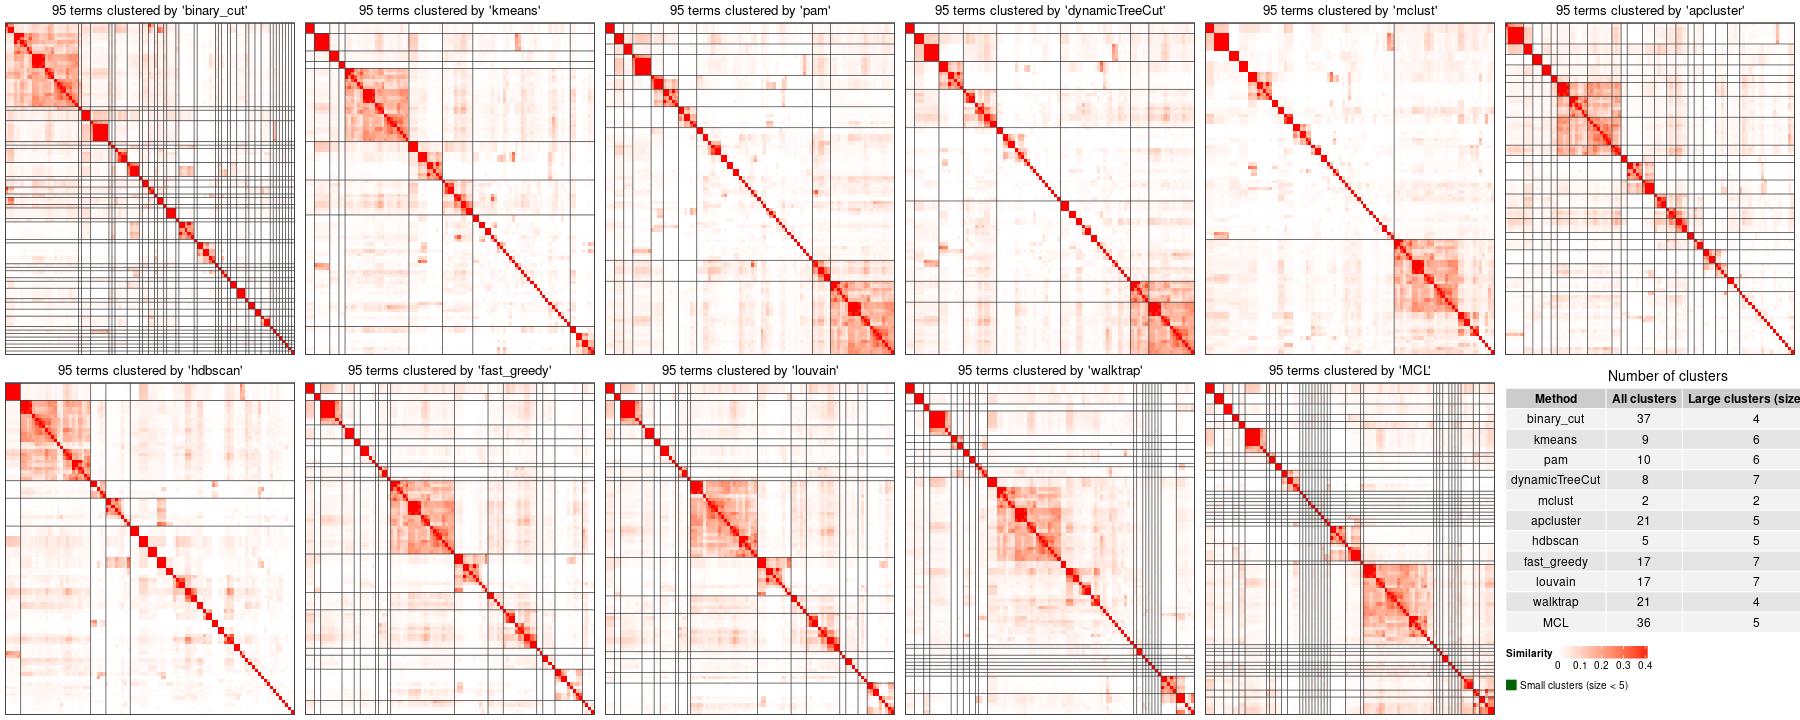 95 terms clustered by 'binary_cut'
95 terms clustered by 'kmeans'
95 terms clustered by 'pam'
95 terms clustered by 'dynamicTreeCut'
95 terms clustered by 'mclust'
95 terms clustered by 'apcluster'
95 terms clustered by 'hdbscan'
95 terms clustered by 'fast_greedy'
95 terms clustered by 'louvain'
95 terms clustered by 'walktrap'
95 terms clustered by 'MCL'
Number of clusters
Method All clusters Large clusters (size
binary_cut 37 4
kmeans 9 6
pam 10 6
dynamicTreeCut 8 7
mclust 2 2
apcluster 21 5
hdbscan 5 5
fast_greedy 17 7
louvain 17 7
walktrap 21 4
MCL 36 5
Similarity
0 0.1 0.2 0.3 0.4
Small clusters (size < 5)